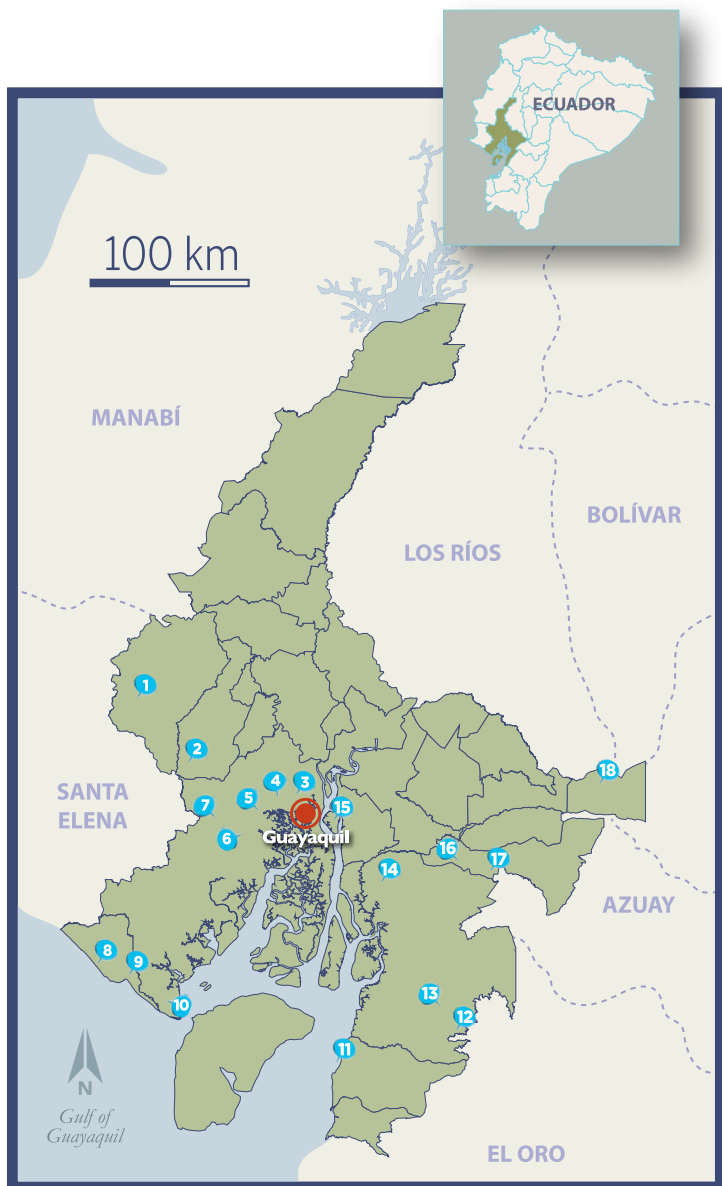 ECUADOR
100 km
MANABÍ
BOLÍVAR
LOS RÍOS
1
2
18
SANTA
ELENA
3
4
5
7
15
6
Guayaquil
16
17
14
AZUAY
8
9
13
10
12
11
N
Gulf of
Guayaquil
EL ORO